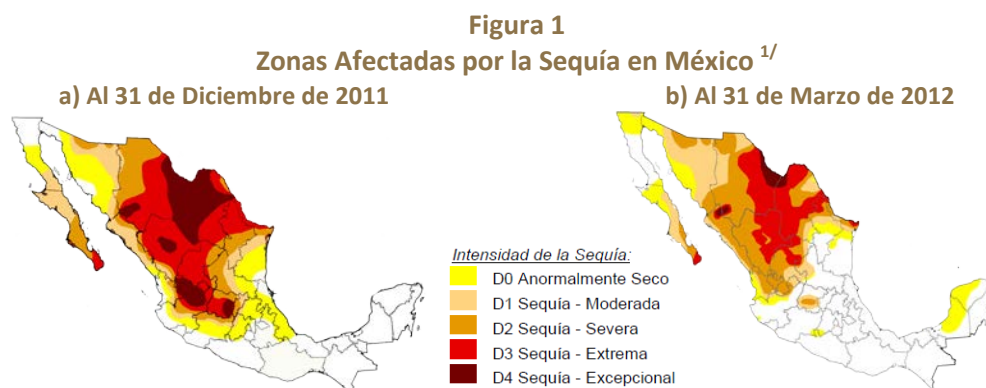 Figura 1
Zonas Afectadas por la Sequía en México 1/
a) Al 31 de Diciembre de 2011
b) Al 31 de Marzo de 2012
Intensidad de la Sequía:
D0 Anormalmente Seco
D1 Sequía - Moderada
D2 Sequía - Severa
D3 Sequía - Extrema
D4 Sequía - Excepcional